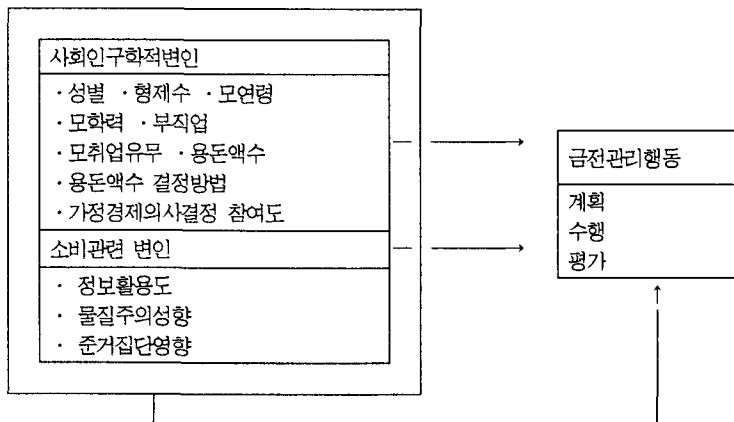 사회인구학적변인
·성별 ·형제수 ·모연령
·모학력 ·부직업
·모취업유무 ·용돈액수
·용돈액수 결정방법
·가정경제의사결정 참여도
소비관련 변인
· 정보활용도
· 물질주의성향
· 준거집단영향
금전관리행동
계획
수행
평가